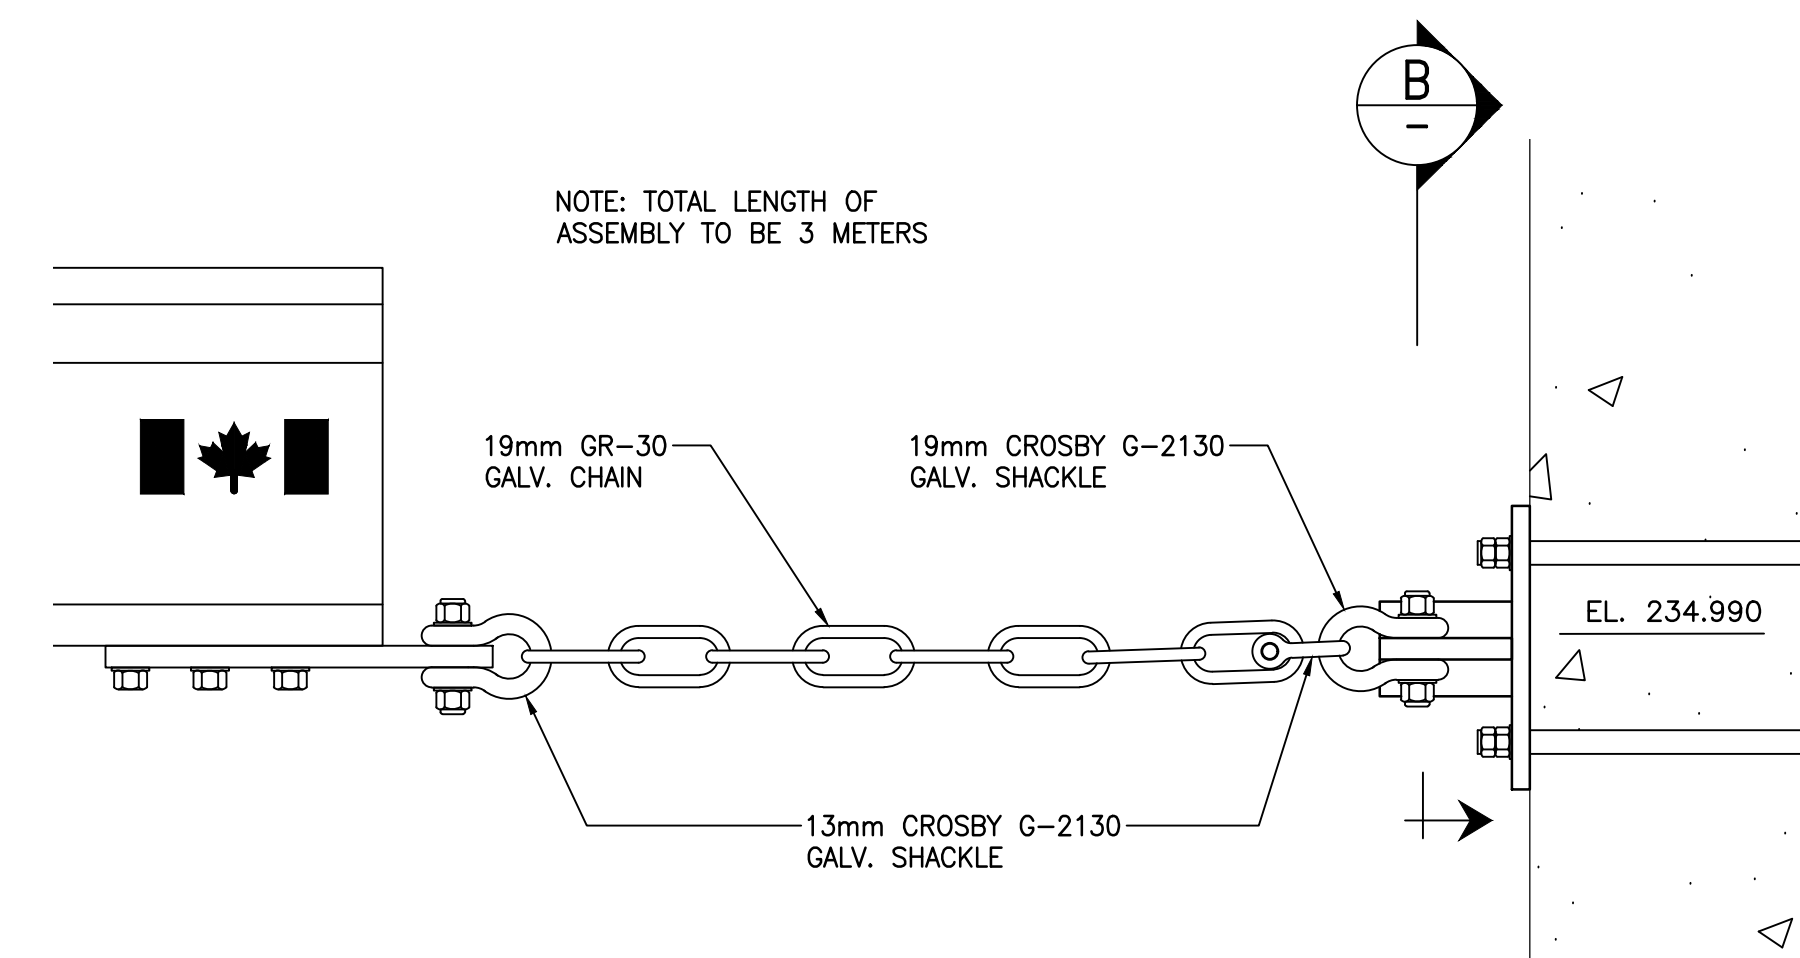 B
–
NOTE: TOTAL LENGTH OF
ASSEMBLY TO BE 3 METERS
19mm GR-30
GALV. CHAIN
19mm CROSBY G-2130
GALV. SHACKLE
EL. 234.990
13mm CROSBY G-2130
GALV. SHACKLE